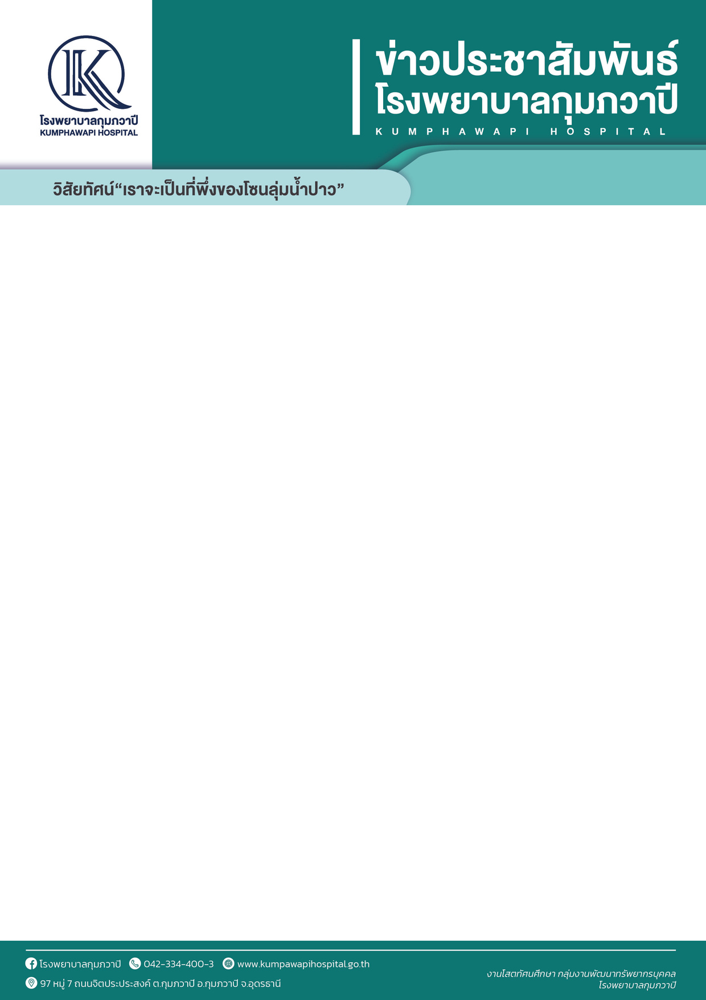 โรงพยาบาลกุมภวาปี
KUMPHAWAPI HOSPITAL
ข่าวประชาสัมพันธ์
โรงพยาบาลกุมภวาปี
KUMPHAWAPI HOSPITAL
วิสัยทัศน์“เราจะเป็นที่พึ่งของโซนลุ่มน้ำปาว”
โรงพยาบาลกุมภวาปี 042-334-400-3 www.kumpawapihospital.go.th
97 หมู่ 7 ถนนจิตประประสงค์ ต.กุมภวาปี อ.กุมภวาปี จ.อุดรธานี
งานโสตทัศนศึกษา กลุ่มงานพัฒนาทรัพยากรบุคคล
โรงพยาบาลกุมภวาปี